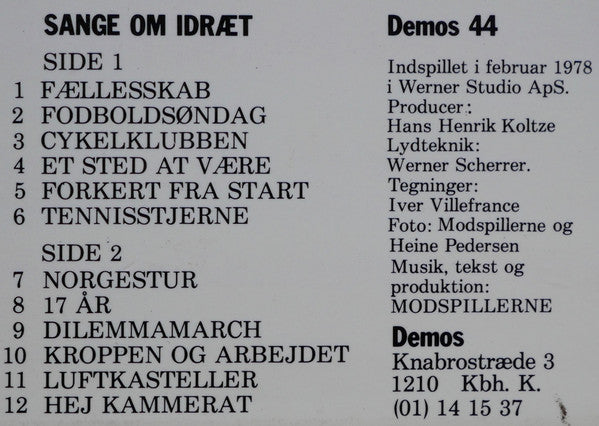 SANGE OM IDRÆT
SIDE 1
1 FÆLLESSKAB
2 FODBOLDSØNDAG
3 CYKELKLUBBEN
4 ET STED AT VÆRE
5 FORKERT FRA START
6 TENNISSTJERNE
SIDE 2
7 NORGESTUR
8 17 ÅR
9 DILEMMAMARCH
10 KROPPEN OG ARBEJDET
11 LUFTKASTELLER
12 HEJ KAMMERAT
Demos 44
Indspillet i februar 1978
i Werner Studio ApS.
Producer:
Hans Henrik Koltze
Lydteknik:
Werner Scherrer.
Tegninger:
Iver Villefrance
Foto: Modspillerne og
Heine Pedersen
Musik, tekst og
produktion:
MODSPILLERNE
Demos
Knabrostræde 3
1210 Kbh. K.
(01) 14 15 37